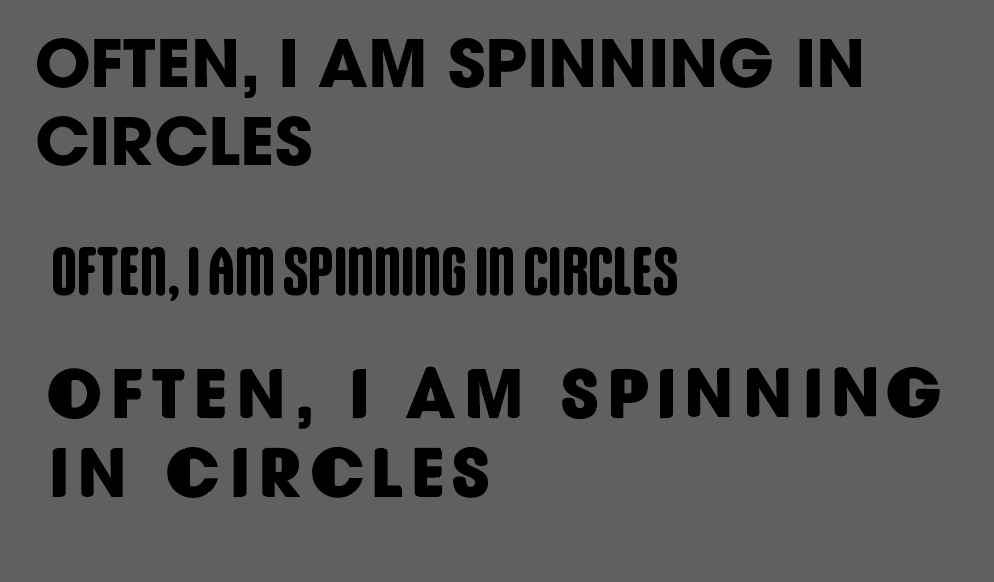 OFTEN, I AM SPINNING IN
CIRCLES
OFTEN, I AM SPINNING IN CIRCLES
OFTEN, I AM SPINNING
IN CIRCLES